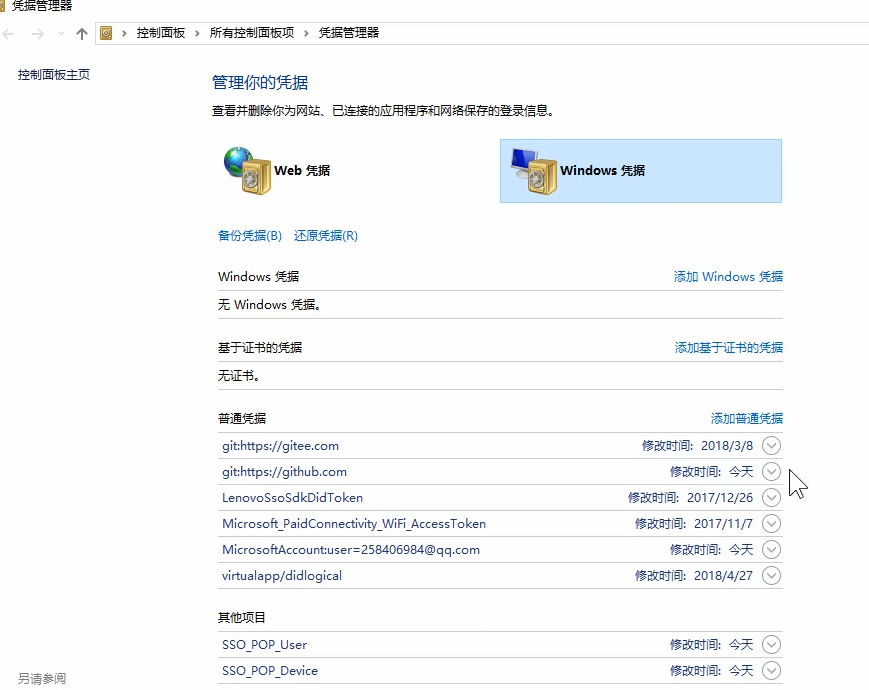 凭据管理器
控制面板 › 所有控制面板项 › 凭据管理器
控制面板主页
管理你的凭据
查看并删除你为网站、已连接的应用程序和网络保存的登录信息。
Web 凭据
Windows 凭据
备份凭据(B) 还原凭据(R)
Windows 凭据 添加 Windows 凭据
无 Windows 凭据。
基于证书的凭据 添加基于证书的凭据
无证书。
普通凭据 添加普通凭据
git:https://gitee.com 修改时间: 2018/3/8
git:https://github.com 修改时间: 今天
LenovoSsoSdkDidToken 修改时间: 2017/12/26
Microsoft_PaidConnectivity_WiFi_AccessToken 修改时间: 2017/11/7
MicrosoftAccount:user=258406984@qq.com 修改时间: 今天
virtualapp/didlogical 修改时间: 2018/4/27
其他项目
SSO_POP_User 修改时间: 今天
SSO_POP_Device 修改时间: 今天
另请参阅